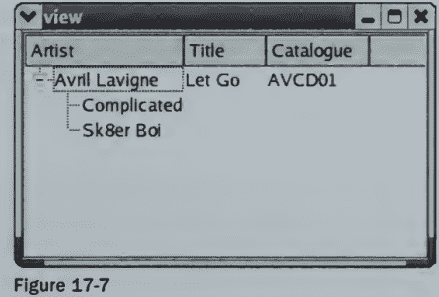 view
Artist Title Catalogue
Avril Lavigne Let Go AVCD01
Complicated
Sk8er Boi
Figure 17-7